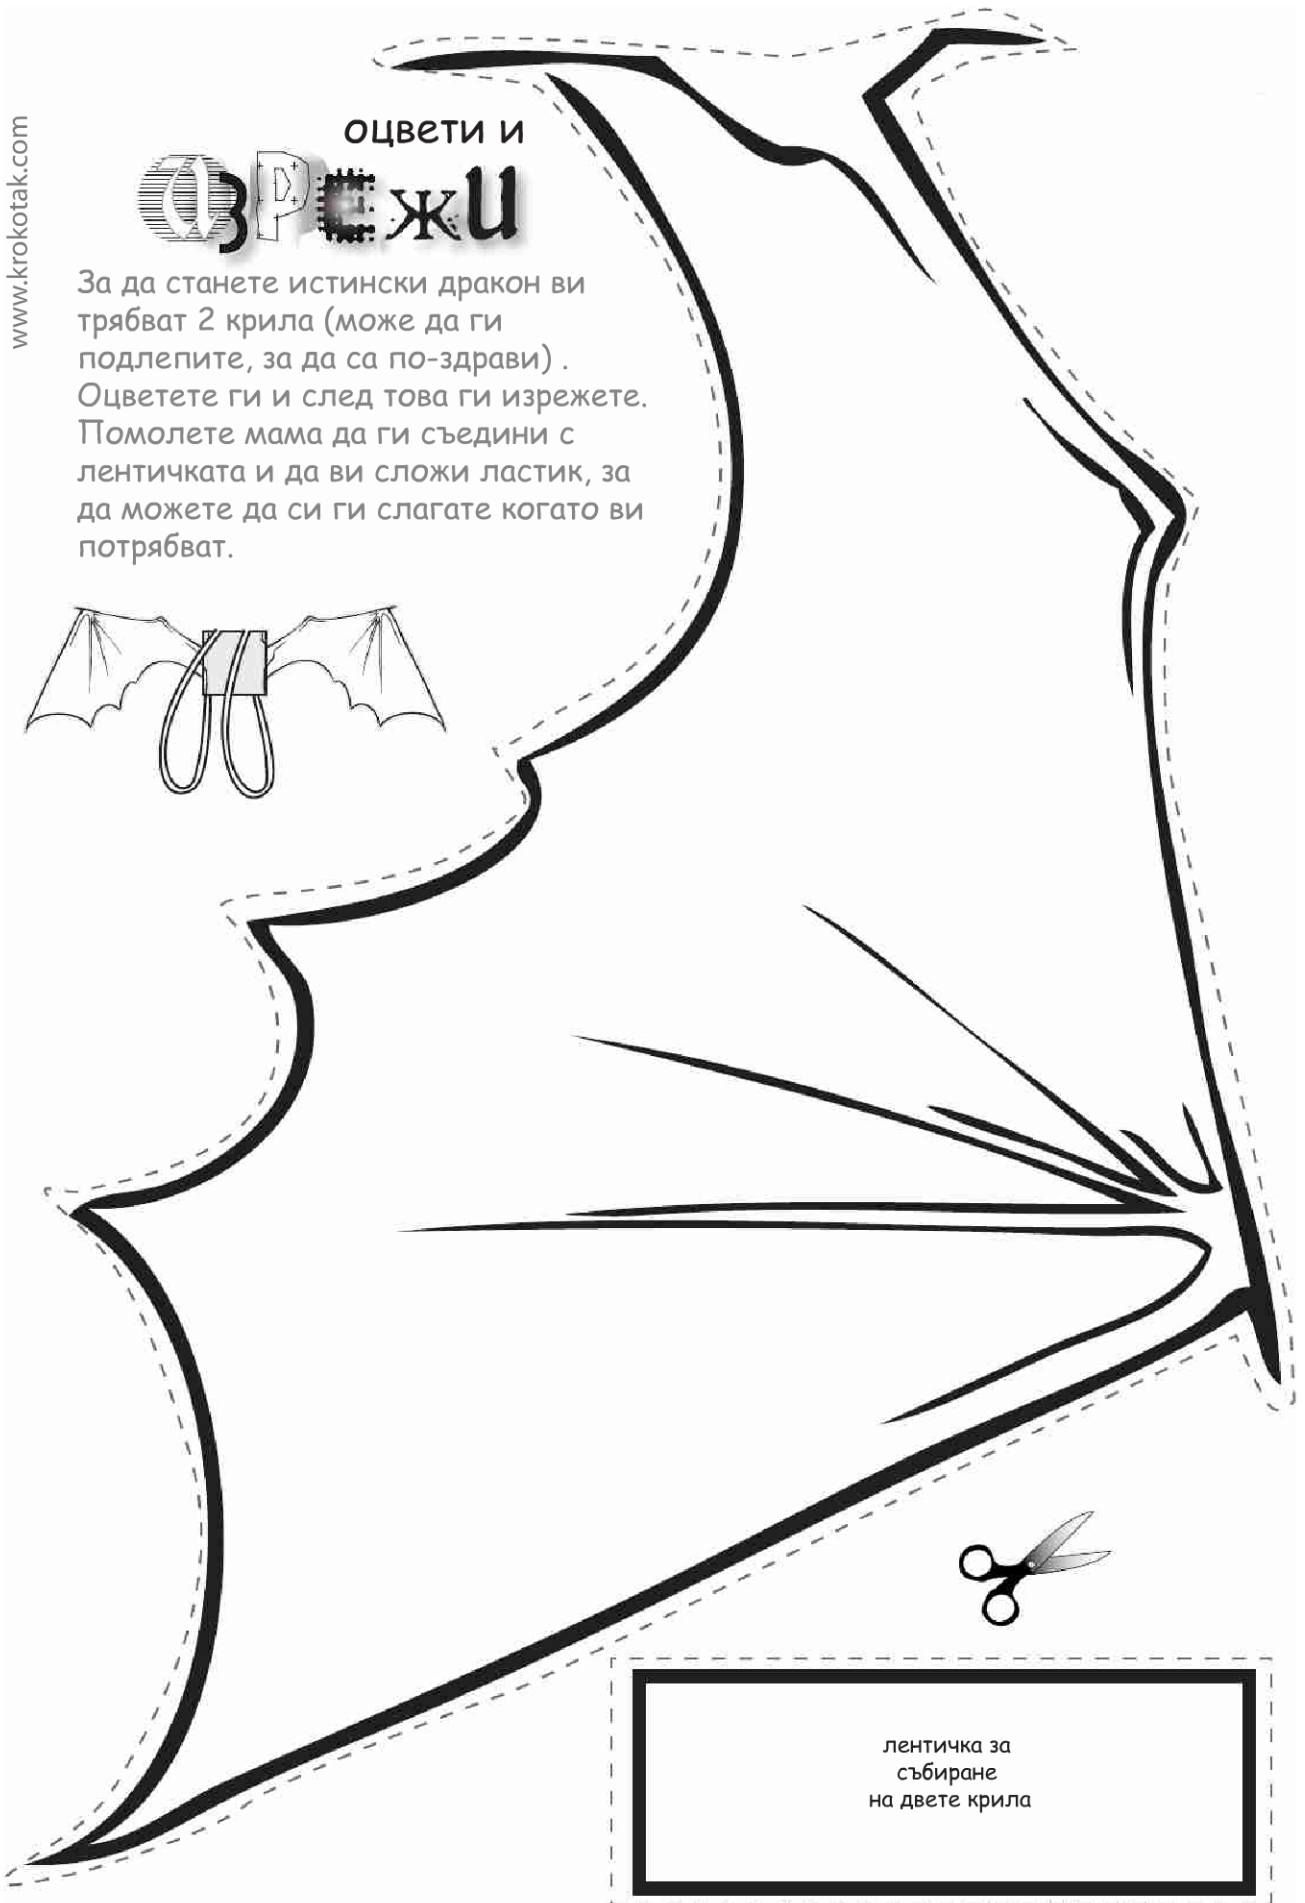 www.krokotak.com
оцвети и
изрежи
За да станете истински дракон ви
трябват 2 крила (може да ги
подлепите, за да са по-здрави) .
Оцветете ги и след това ги изрежете.
Помолете мама да ги съедини с
лентичката и да ви сложи ластик, за
да можете да си ги слагате когато ви
потрябват.
лентичка за
събиране
на двете крила